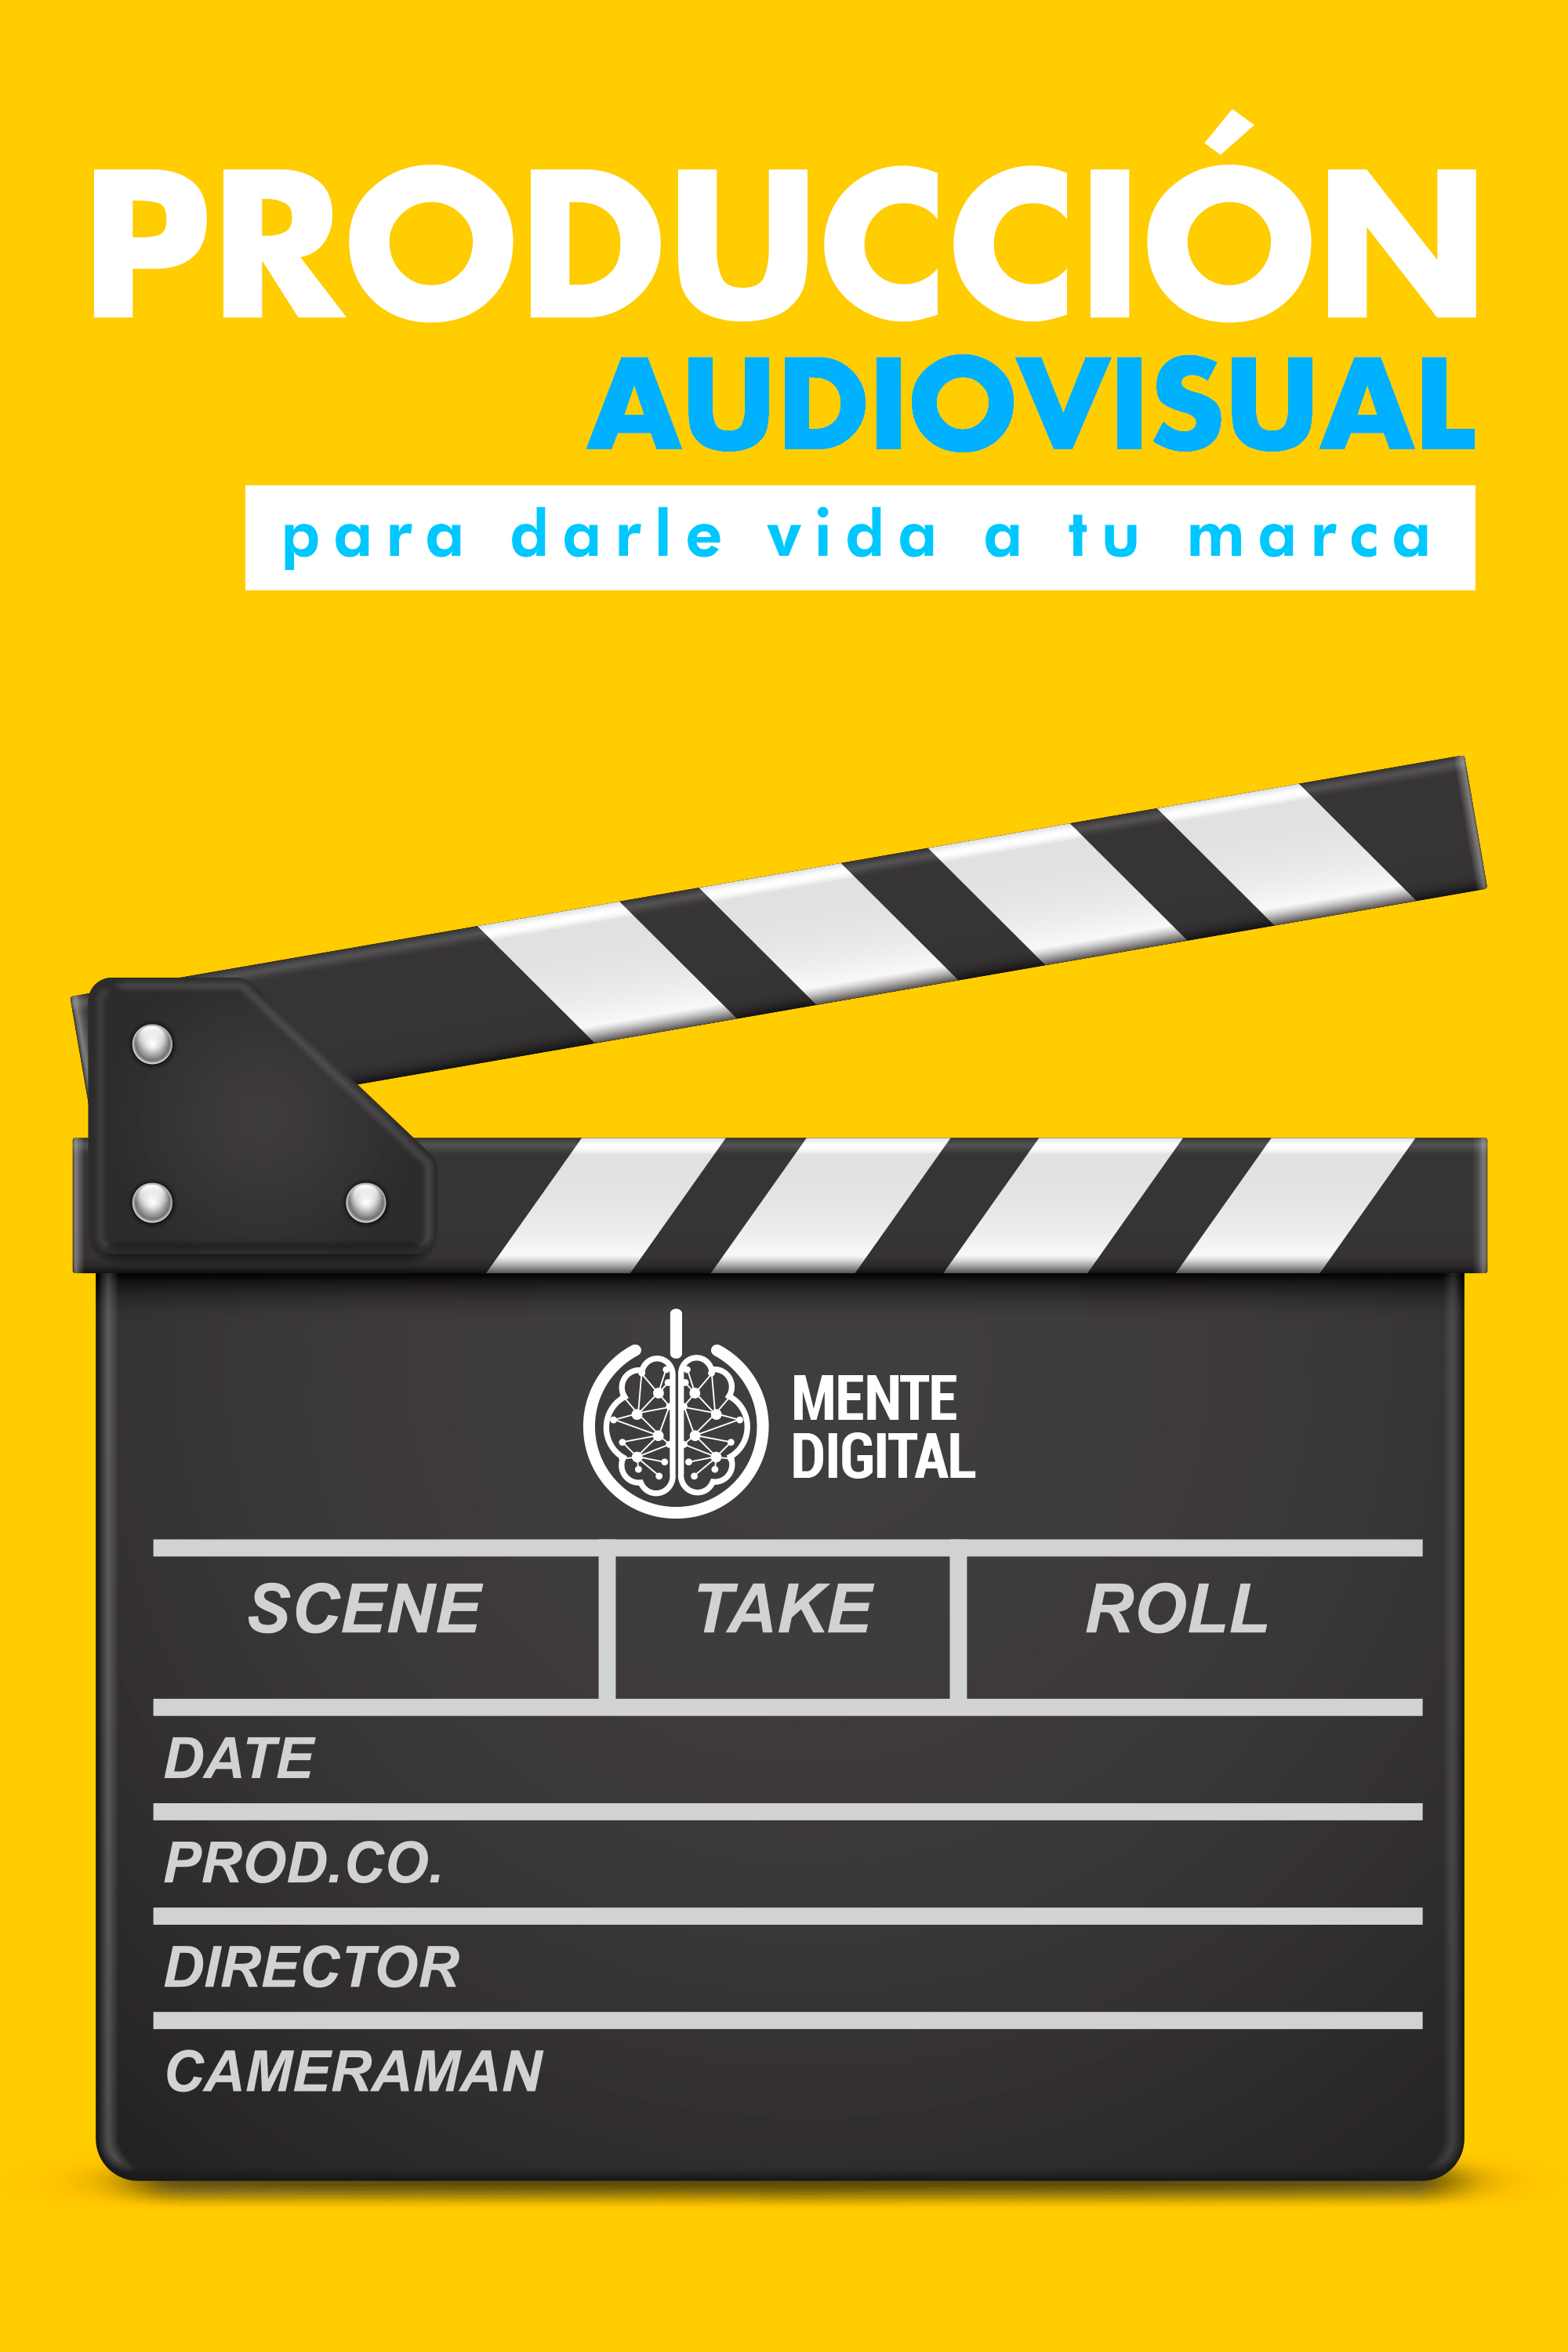 PRODUCCIÓN
AUDIOVISUAL
para darle vida a tu marca
MENTE
DIGITAL
SCENE TAKE ROLL
DATE
PROD.CO.
DIRECTOR
CAMERAMAN